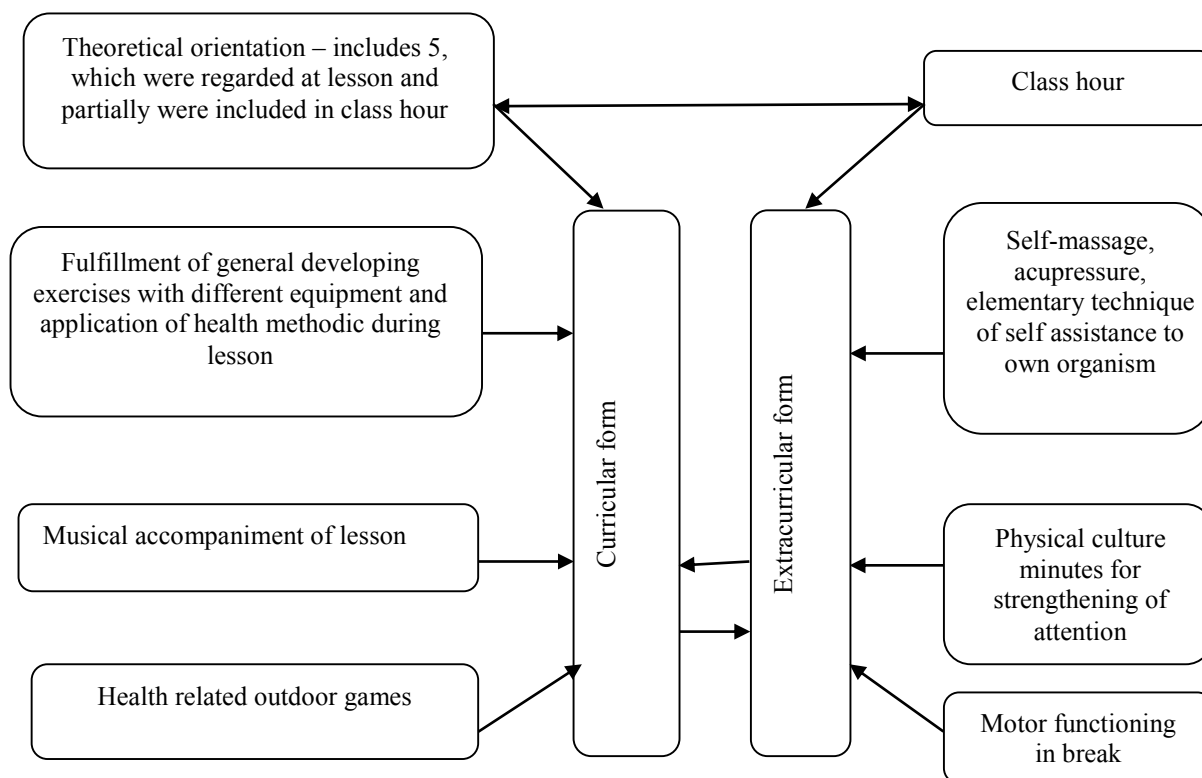 Theoretical orientation – includes 5,
which were regarded at lesson and
partially were included in class hour
Class hour
Fulfillment of general developing
exercises with different equipment and
application of health methodic during
lesson
Self-massage,
acupressure,
elementary technique
of self assistance to
own organism
Curricular form
Extracurricular form
Musical accompaniment of lesson
Physical culture
minutes for
strengthening of
attention
Health related outdoor games
Motor functioning
in break